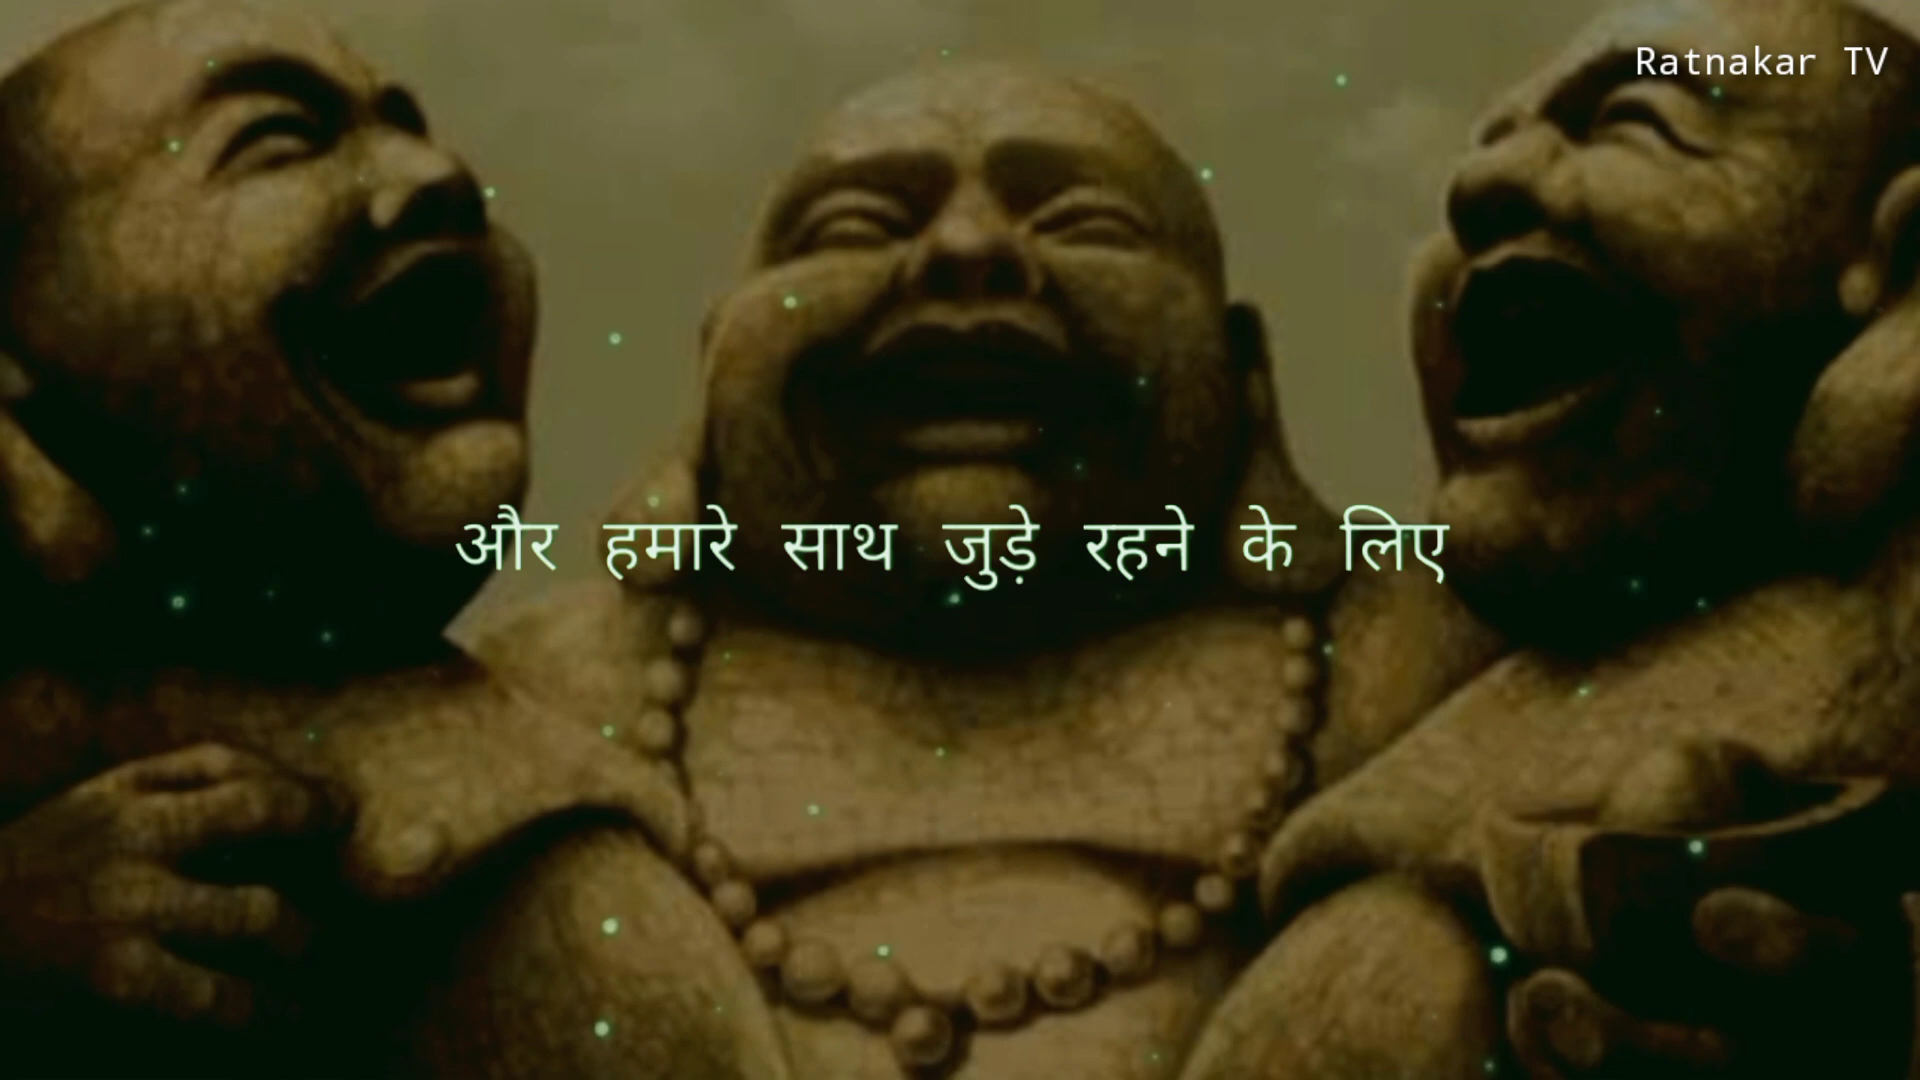 Ratnakar TV
और हमारे साथ जुड़े रहने के लिए